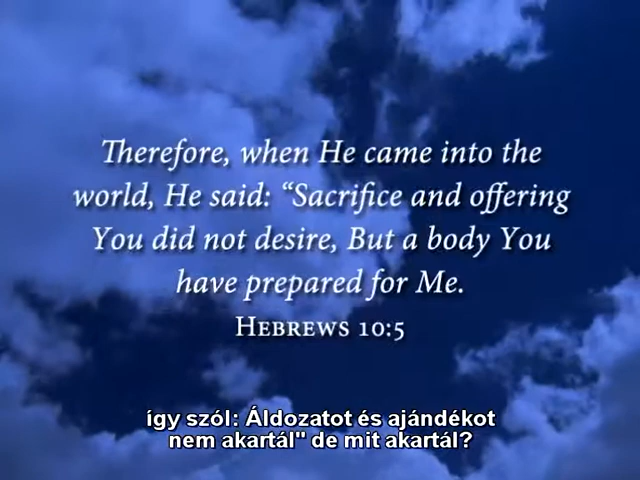 Therefore, when He came into the
world, He said: “Sacrifice and offering
You did not desire, But a body You
have prepared for Me.
HEBREWS 10:5
így szól: Áldozatot és ajándékot
nem akartál" de mit akartál?